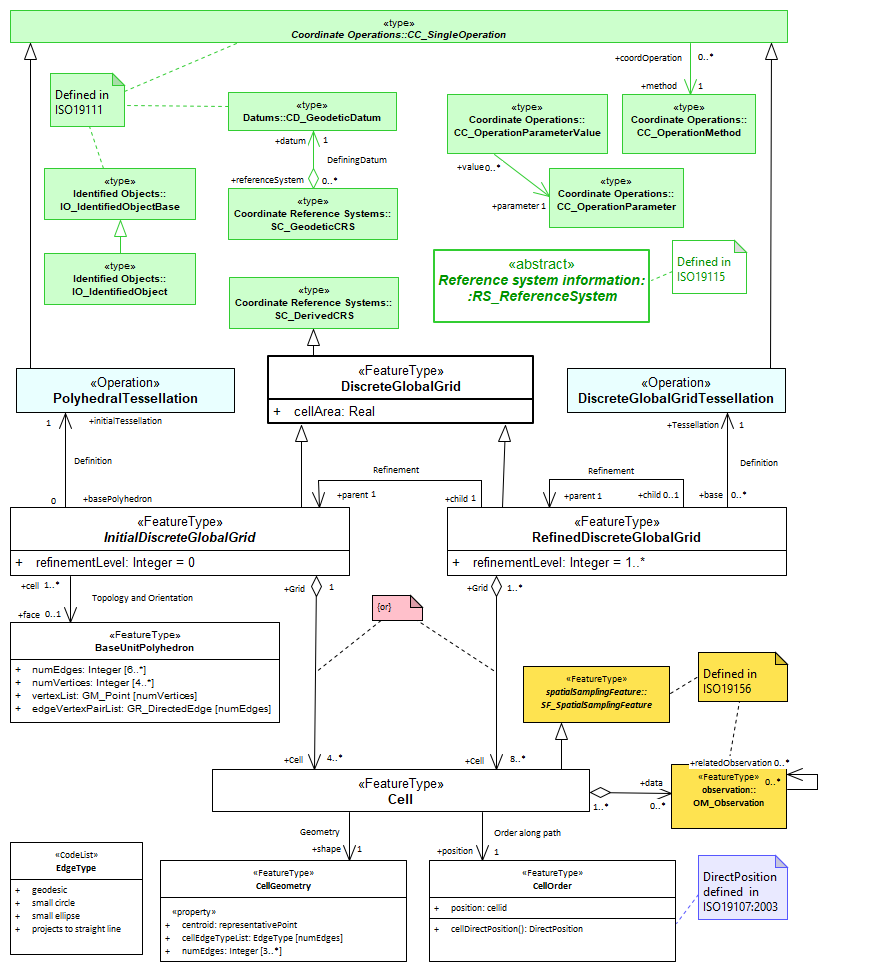 «type»
Coordinate Operations::CC_SingleOperation
+coordOperation
0..*
+method
1
Defined in
ISO19111
«type»
Datums::CD_GeodeticDatum
«type»
Coordinate Operations::
CC_OperationParameterValue
«type»
Coordinate Operations::
CC_OperationMethod
+datum
1
DefiningDatum
+referenceSystem
0..*
+value 0..*
+parameter 1
«type»
Identified Objects::
IO_IdentifiedObjectBase
«type»
Coordinate Reference Systems::
SC_GeodeticCRS
«type»
Coordinate Operations::
CC_OperationParameter
«type»
Identified Objects::
IO_IdentifiedObject
«abstract»
Reference system information:
:RS_ReferenceSystem
Defined in
ISO19115
«type»
Coordinate Reference Systems::
SC_DerivedCRS
«Operation»
PolyhedralTessellation
«FeatureType»
DiscreteGlobalGrid
+ cellArea: Real
«Operation»
DiscreteGlobalGridTessellation
1
+initialTessellation
Definition
0
+basePolyhedron
+Tessellation
1
Definition
+base
0..*
Refinement
+parent 1
+child 1
Refinement
+parent 1
+child 0..1
«FeatureType»
InitialDiscreteGlobalGrid
+ refinementLevel: Integer = 0
«FeatureType»
RefinedDiscreteGlobalGrid
+ refinementLevel: Integer = 1..*
+cell 1..*
Topology and Orientation
+face 0..1
+Grid
1
+Grid
1..*
{or}
«FeatureType»
BaseUnitPolyhedron
+ numEdges: Integer [6..*]
+ numVertices: Integer [4..*]
+ vertexList: GM_Point [numVertices]
+ edgeVertexPairList: GR_DirectedEdge [numEdges]
«FeatureType»
spatialSamplingFeature::
SF_SpatialSamplingFeature
Defined in
ISO19156
+Cell
4..*
+Cell
8..*
«FeatureType»
Cell
+data
1..*
0..*
+relatedObservation 0..*
«FeatureType»
0..*
observation::
OM_Observation
Geometry
+shape
1
Order along path
+position
1
«CodeList»
EdgeType
+ geodesic
+ small circle
+ small ellipse
+ projects to straight line
«FeatureType»
CellGeometry
«property»
+ centroid: representativePoint
+ cellEdgeTypeList: EdgeType [numEdges]
+ numEdges: Integer [3..*]
«FeatureType»
CellOrder
+ position: cellid
+ cellDirectPosition(): DirectPosition
DirectPosition
defined in
ISO19107:2003